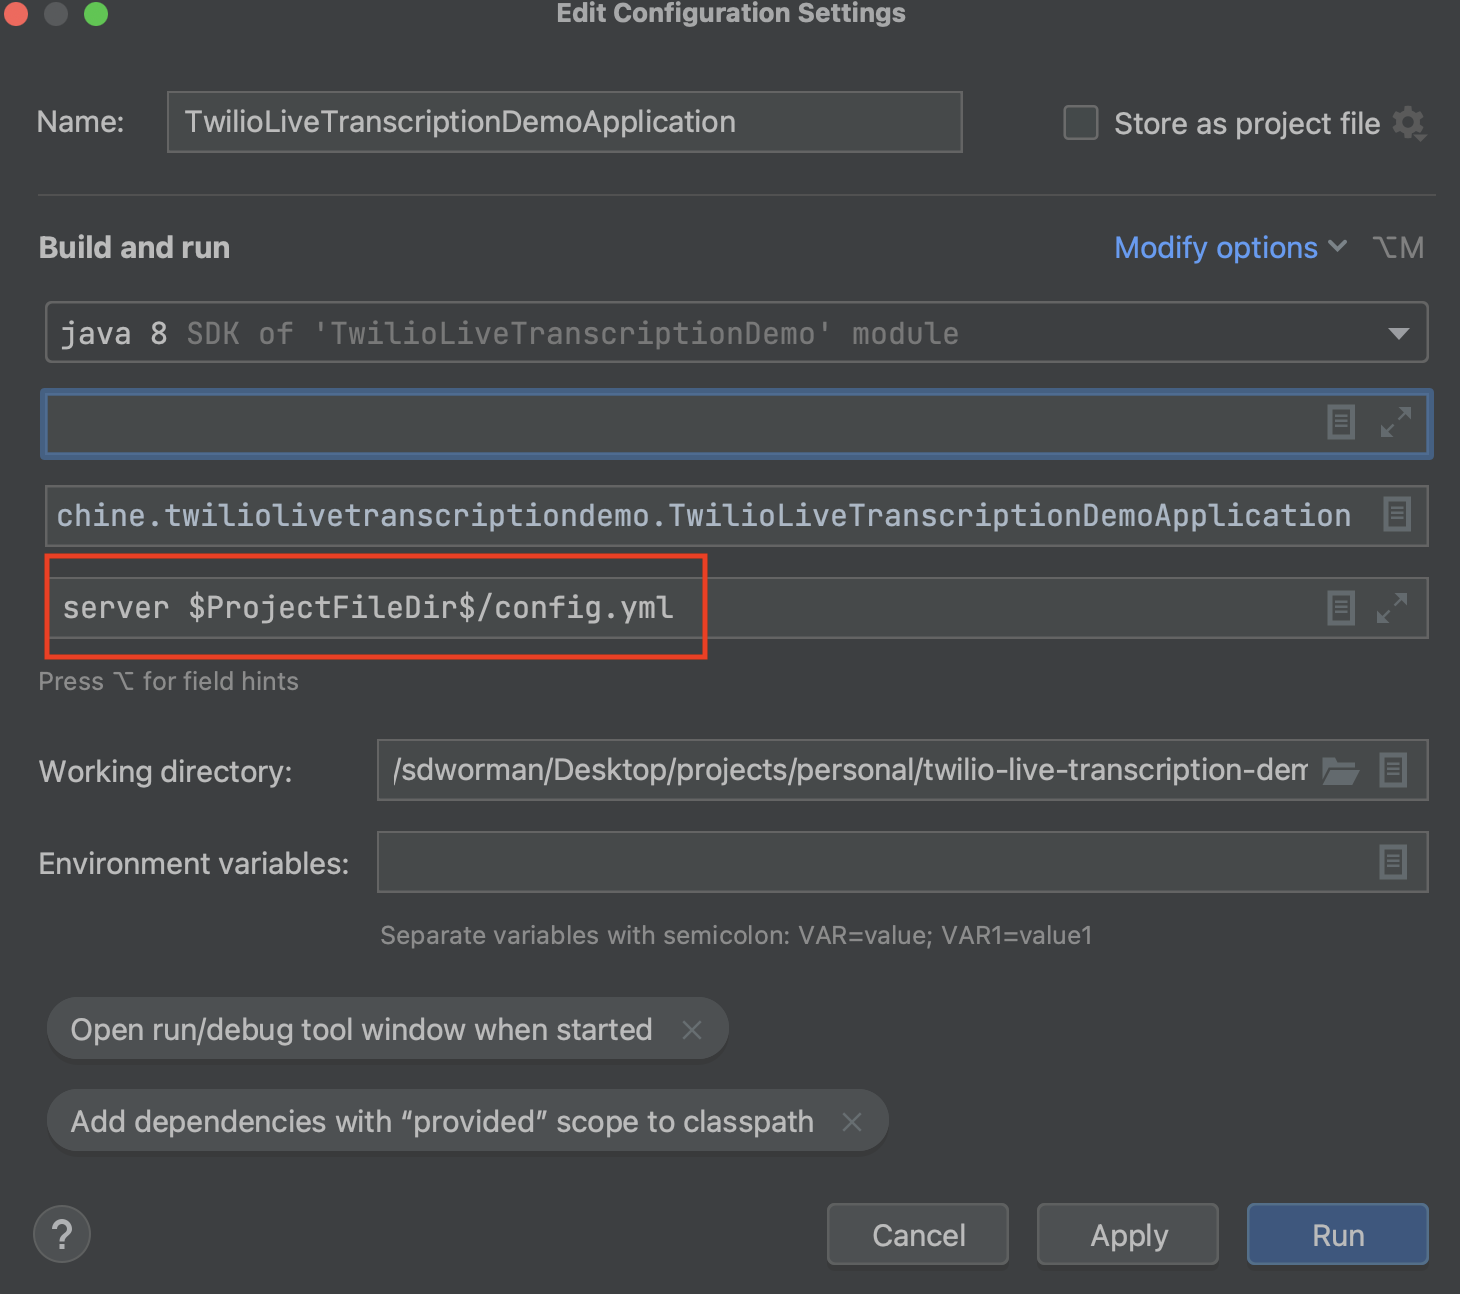 Edit Configuration Settings
Name: TwilioLiveTranscriptionDemoApplication Store as project file
Build and run Modify options ⌥M
java 8 SDK of 'TwilioLiveTranscriptionDemo' module
chine.twiliolivetranscriptiondemo.TwilioLiveTranscriptionDemoApplication
server $ProjectFileDir$/config.yml
Press ⌥ for field hints
Working directory: /sdworman/Desktop/projects/personal/twilio-live-transcription-dem
Environment variables:
Separate variables with semicolon: VAR=value; VAR1=value1
Open run/debug tool window when started
Add dependencies with “provided” scope to classpath
? Cancel Apply Run